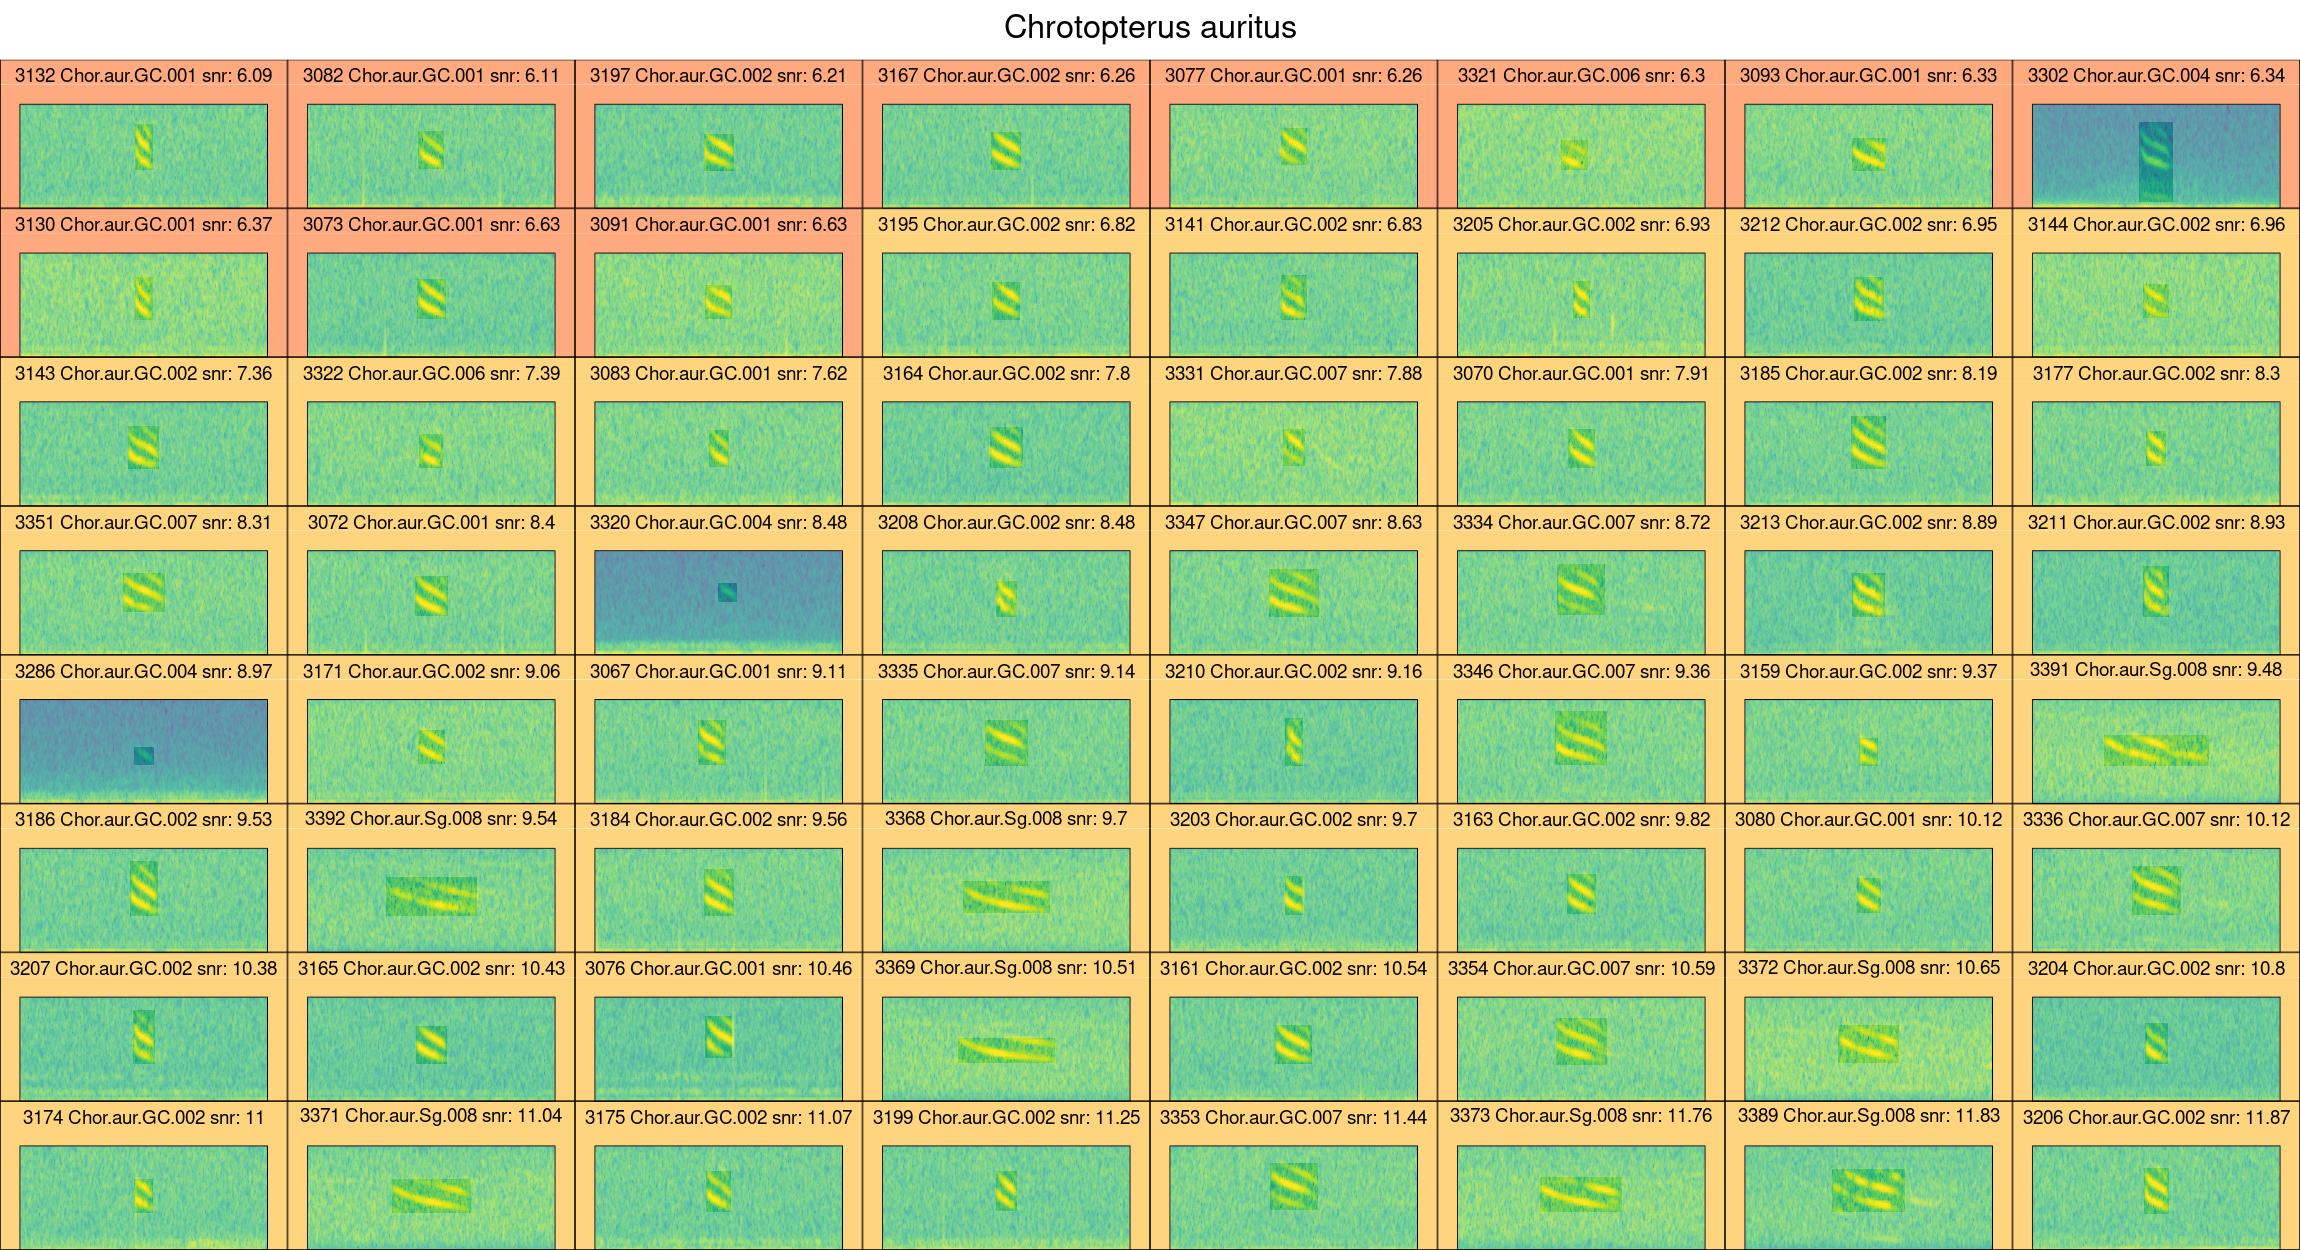 Chrotopterus auritus
3132 Chor.aur.GC.001 snr: 6.09 3082 Chor.aur.GC.001 snr: 6.11 3197 Chor.aur.GC.002 snr: 6.21 3167 Chor.aur.GC.002 snr: 6.26 3077 Chor.aur.GC.001 snr: 6.26 3321 Chor.aur.GC.006 snr: 6.3 3093 Chor.aur.GC.001 snr: 6.33 3302 Chor.aur.GC.004 snr: 6.34
3130 Chor.aur.GC.001 snr: 6.37 3073 Chor.aur.GC.001 snr: 6.63 3091 Chor.aur.GC.001 snr: 6.63 3195 Chor.aur.GC.002 snr: 6.82 3141 Chor.aur.GC.002 snr: 6.83 3205 Chor.aur.GC.002 snr: 6.93 3212 Chor.aur.GC.002 snr: 6.95 3144 Chor.aur.GC.002 snr: 6.96
3143 Chor.aur.GC.002 snr: 7.36 3322 Chor.aur.GC.006 snr: 7.39 3083 Chor.aur.GC.001 snr: 7.62 3164 Chor.aur.GC.002 snr: 7.8 3331 Chor.aur.GC.007 snr: 7.88 3070 Chor.aur.GC.001 snr: 7.91 3185 Chor.aur.GC.002 snr: 8.19 3177 Chor.aur.GC.002 snr: 8.3
3351 Chor.aur.GC.007 snr: 8.31 3072 Chor.aur.GC.001 snr: 8.4 3320 Chor.aur.GC.004 snr: 8.48 3208 Chor.aur.GC.002 snr: 8.48 3347 Chor.aur.GC.007 snr: 8.63 3334 Chor.aur.GC.007 snr: 8.72 3213 Chor.aur.GC.002 snr: 8.89 3211 Chor.aur.GC.002 snr: 8.93
3286 Chor.aur.GC.004 snr: 8.97 3171 Chor.aur.GC.002 snr: 9.06 3067 Chor.aur.GC.001 snr: 9.11 3335 Chor.aur.GC.007 snr: 9.14 3210 Chor.aur.GC.002 snr: 9.16 3346 Chor.aur.GC.007 snr: 9.36 3159 Chor.aur.GC.002 snr: 9.37 3391 Chor.aur.Sg.008 snr: 9.48
3186 Chor.aur.GC.002 snr: 9.53 3392 Chor.aur.Sg.008 snr: 9.54 3184 Chor.aur.GC.002 snr: 9.56 3368 Chor.aur.Sg.008 snr: 9.7 3203 Chor.aur.GC.002 snr: 9.7 3163 Chor.aur.GC.002 snr: 9.82 3080 Chor.aur.GC.001 snr: 10.12 3336 Chor.aur.GC.007 snr: 10.12
3207 Chor.aur.GC.002 snr: 10.38 3165 Chor.aur.GC.002 snr: 10.43 3076 Chor.aur.GC.001 snr: 10.46 3369 Chor.aur.Sg.008 snr: 10.51 3161 Chor.aur.GC.002 snr: 10.54 3354 Chor.aur.GC.007 snr: 10.59 3372 Chor.aur.Sg.008 snr: 10.65 3204 Chor.aur.GC.002 snr: 10.8
3174 Chor.aur.GC.002 snr: 11 3371 Chor.aur.Sg.008 snr: 11.04 3175 Chor.aur.GC.002 snr: 11.07 3199 Chor.aur.GC.002 snr: 11.25 3353 Chor.aur.GC.007 snr: 11.44 3373 Chor.aur.Sg.008 snr: 11.76 3389 Chor.aur.Sg.008 snr: 11.83 3206 Chor.aur.GC.002 snr: 11.87